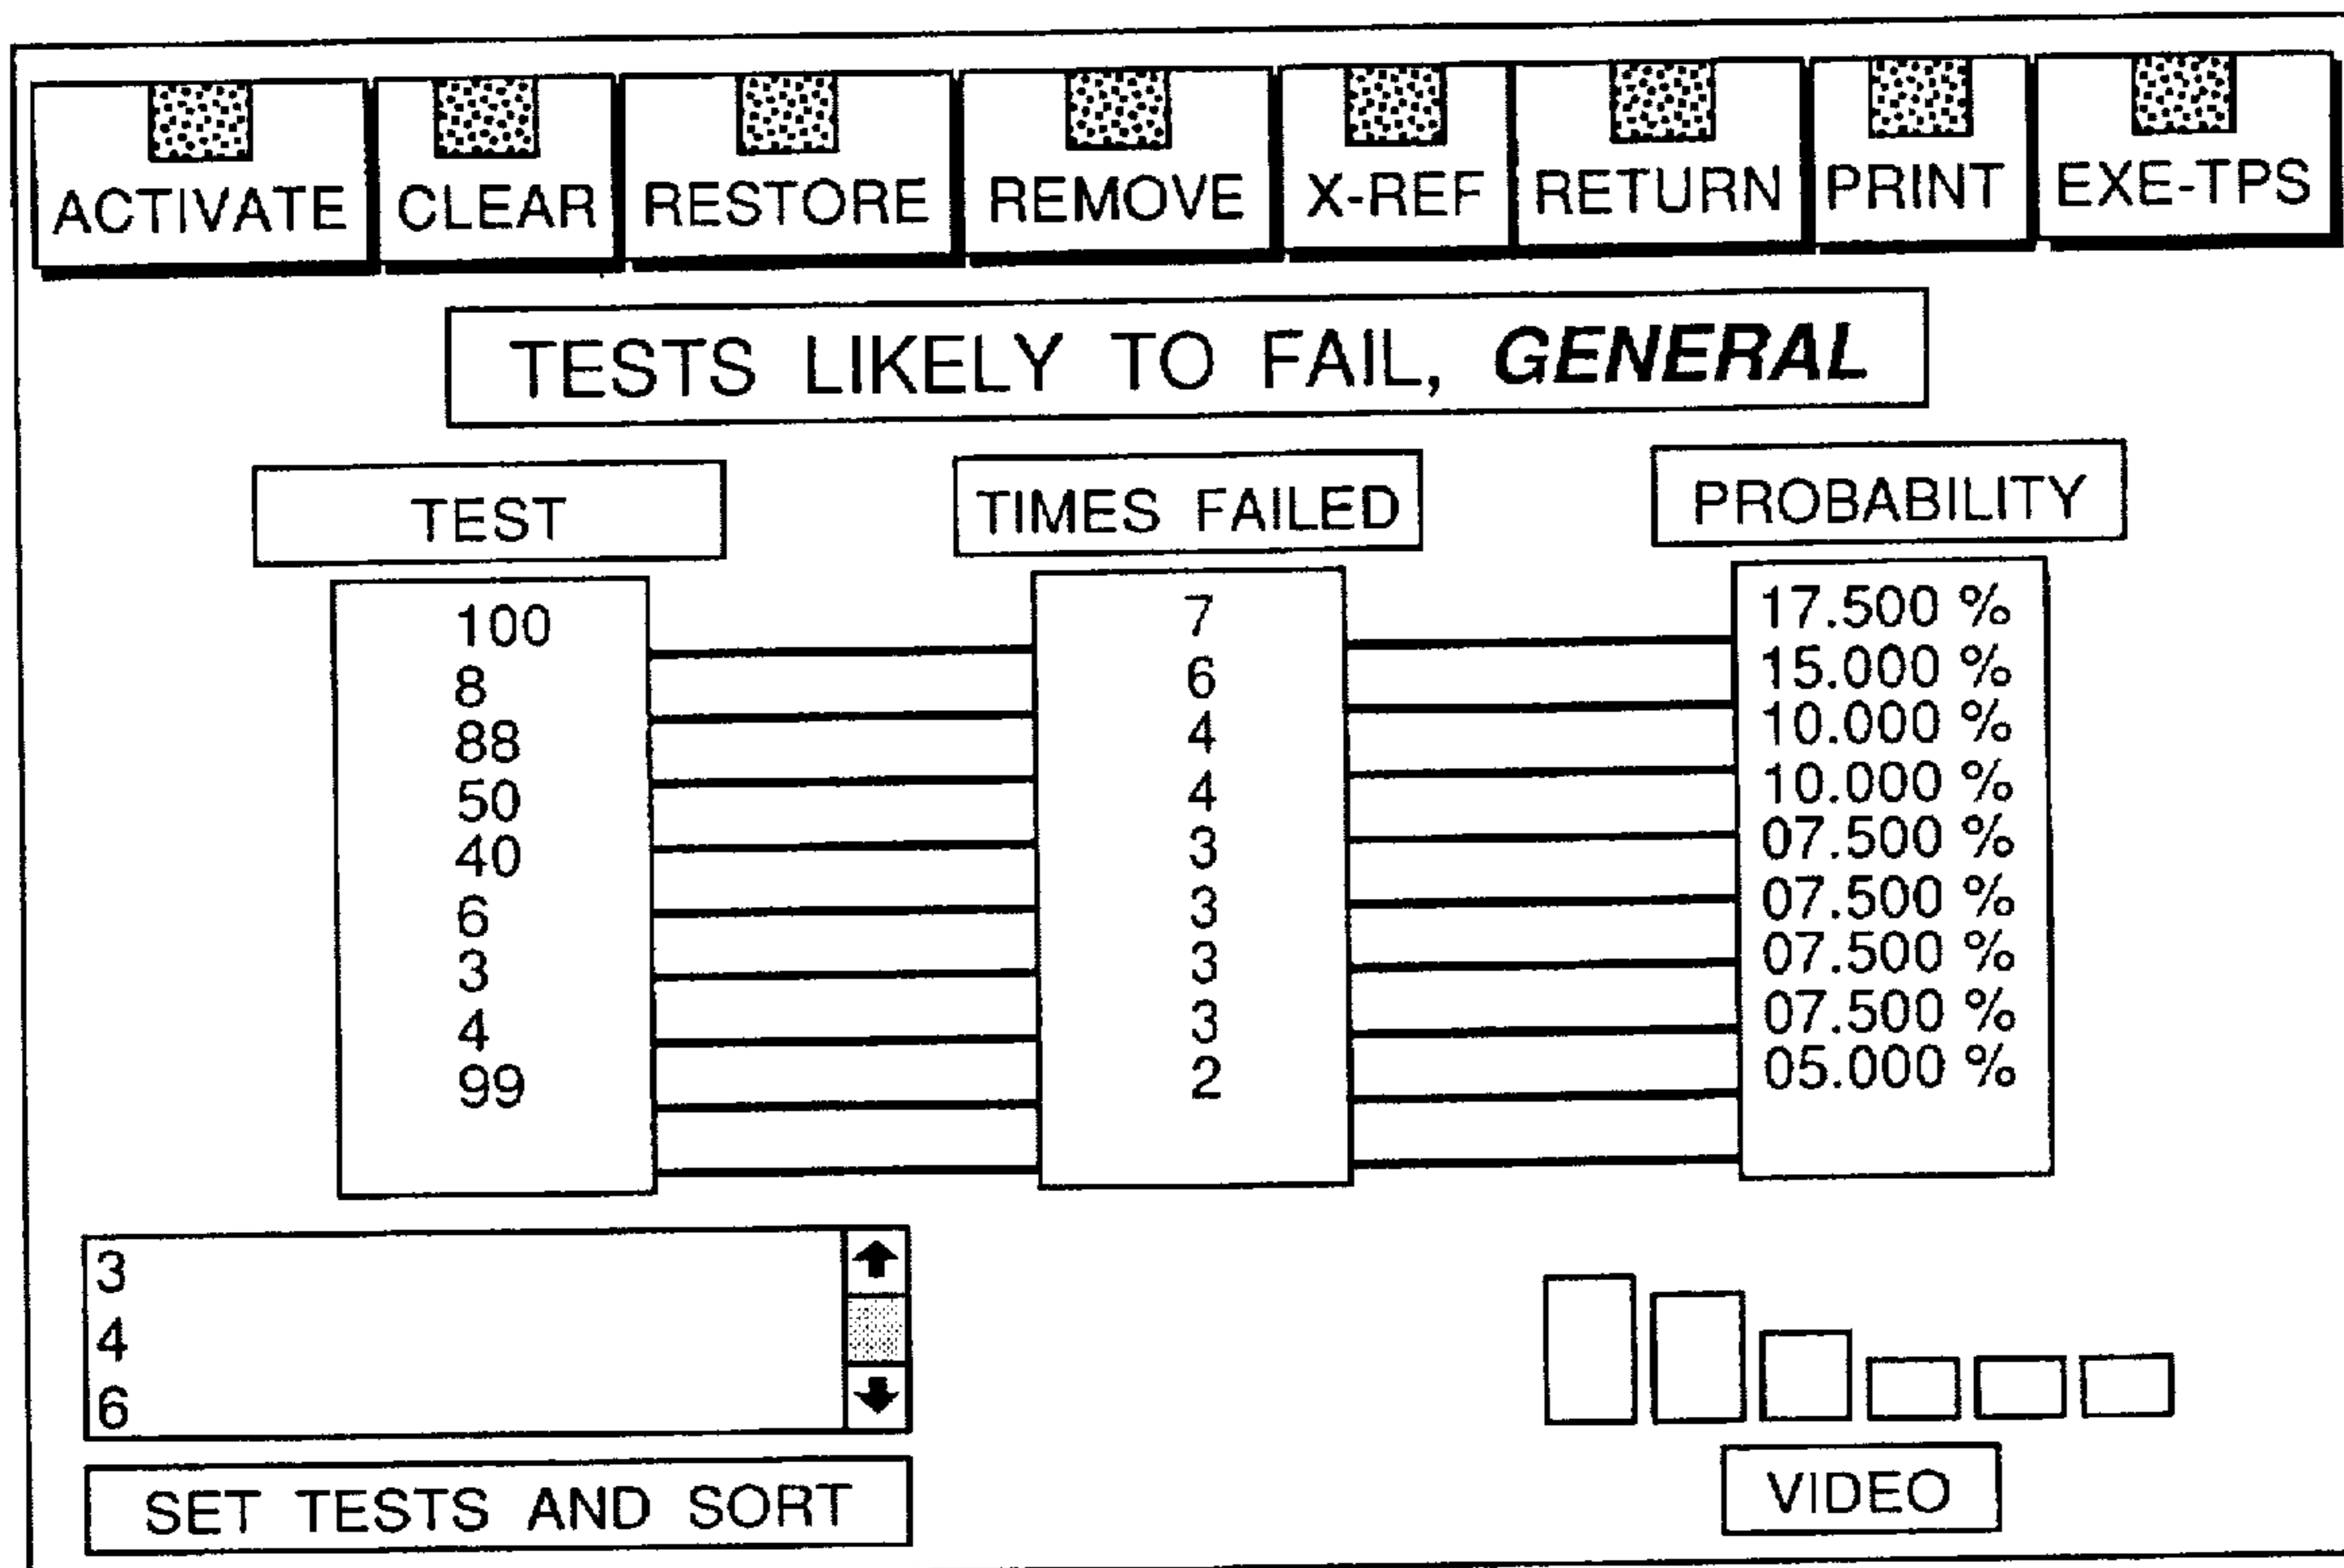 ACTIVATE CLEAR RESTORE REMOVE X-REF RETURN PRINT EXE-TPS
TESTS LIKELY TO FAIL, GENERAL
TEST TIMES FAILED PROBABILITY
100 7 17.500 %
8 6 15.000 %
88 4 10.000 %
50 4 10.000 %
40 3 07.500 %
6 3 07.500 %
3 3 07.500 %
4 3 07.500 %
99 2 05.000 %
3
4
6
SET TESTS AND SORT VIDEO